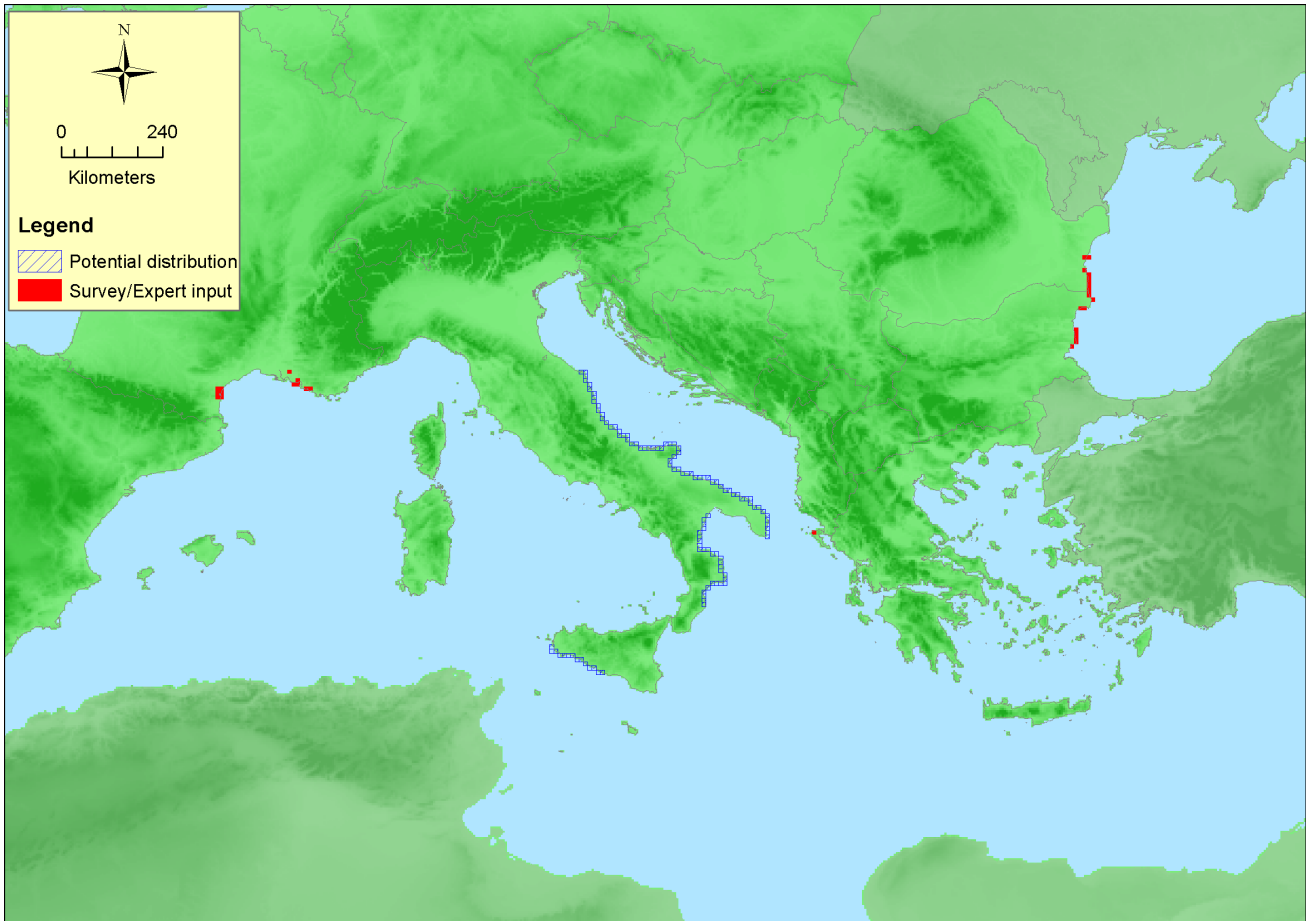 N
0 240
Kilometers
Legend
Potential distribution
Survey/Expert input